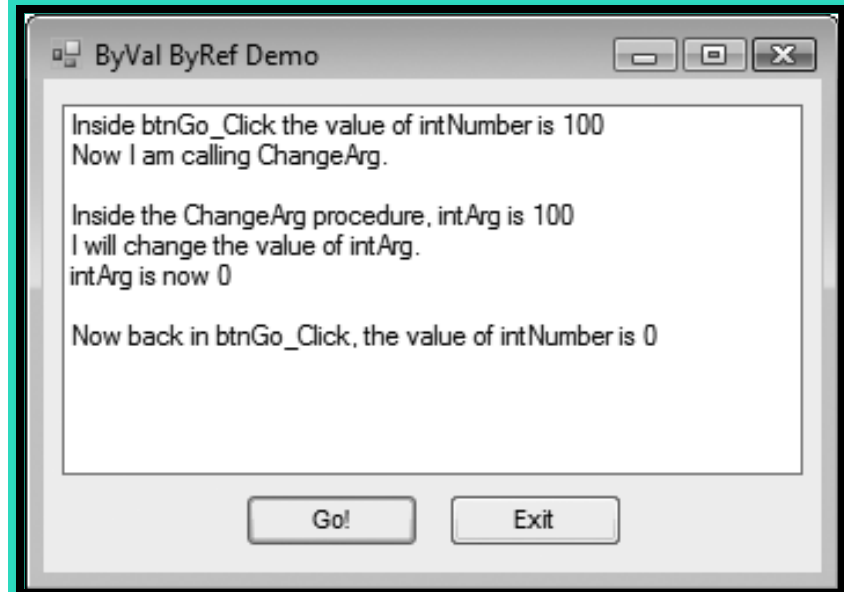 ByVal ByRef Demo
Inside btnGo_Click the value of intNumber is 100
Now I am calling ChangeArg.
Inside the ChangeArg procedure, intArg is 100
I will change the value of intArg.
intArg is now 0
Now back in btnGo_Click, the value of intNumber is 0
Go!
Exit